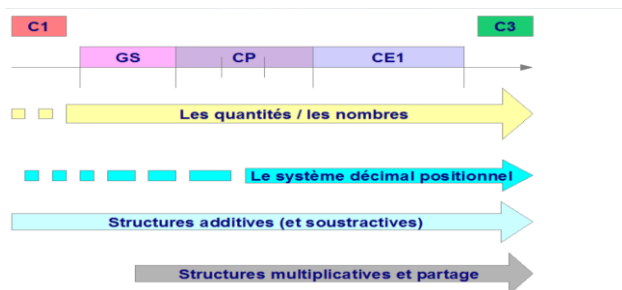 C1
C3
GS
CP
CE1
Les quantités / les nombres
Le système décimal positionnel
Structures additives (et soustractives)
Structures multiplicatives et partage